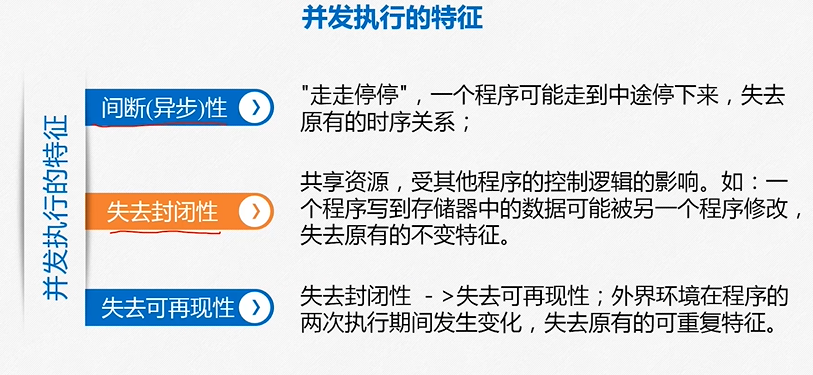 并发执行的特征
并发执行的特征
间断(异步)性
"走走停停"，一个程序可能走到中途停下来，失去
原有的时序关系；
失去封闭性
共享资源，受其他程序的控制逻辑的影响。如：一
个程序写到存储器中的数据可能被另一个程序修改，
失去原有的不变特征。
失去可再现性
失去封闭性 ->失去可再现性；外界环境在程序的
两次执行期间发生变化，失去原有的可重复特征。